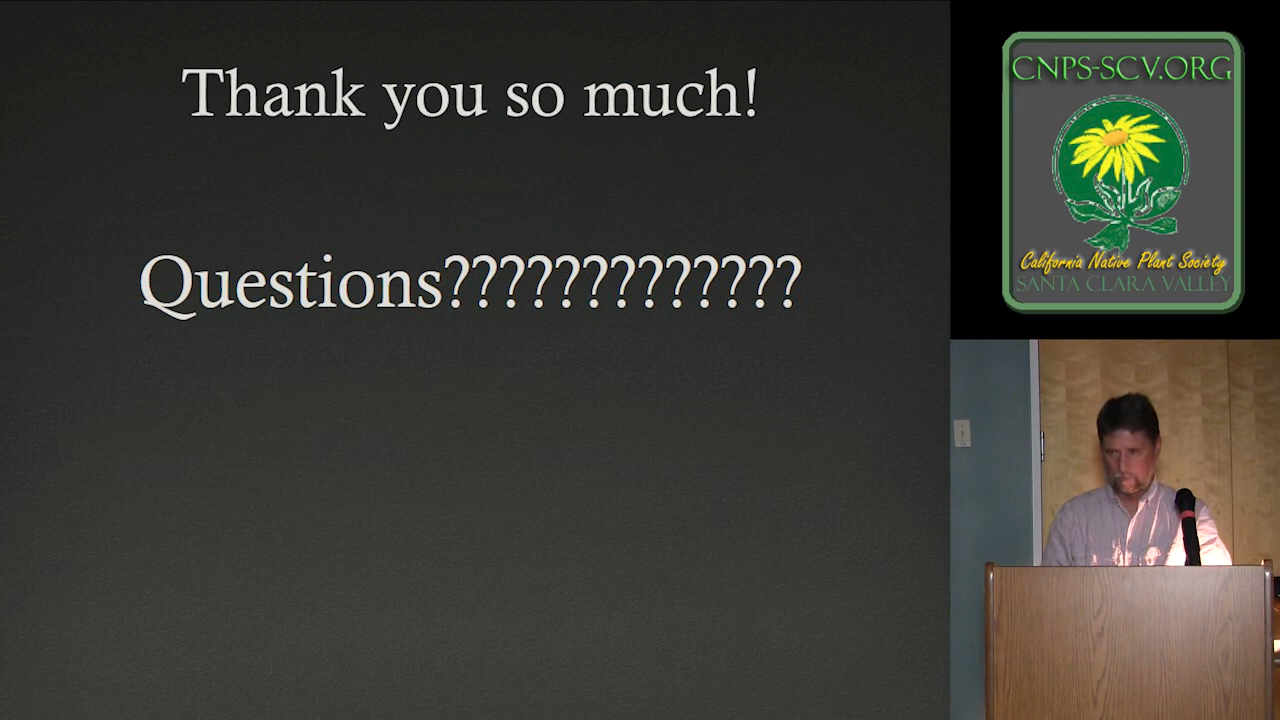 Thank you so much!
Questions?????????????
CNPS-SCV.ORG
California Native Plant Society
SANTA CLARA VALLEY